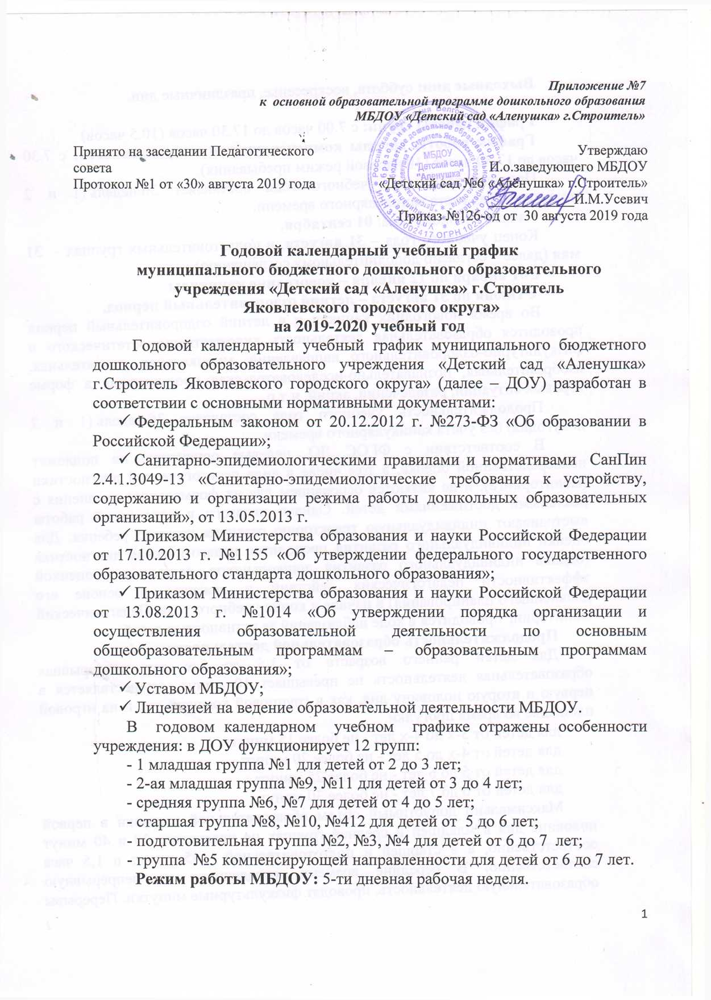 Приложение №7
к основной образовательной программе дошкольного образования
МБДОУ «Детский сад «Аленушка» г.Строитель»
Принято на заседании Педагогического
совета
Протокол №1 от «30» августа 2019 года
Утверждаю
И.о.заведующего МБДОУ
«Детский сад №6 «Алёнушка» г.Строитель»
И.М.Усевич
Приказ №126-од от 30 августа 2019 года
МБДОУ
"Детский сад
"Аленушка"
г.Строитель"
Годовой календарный учебный график
муниципального бюджетного дошкольного образовательного
учреждения «Детский сад «Аленушка» г.Строитель
Яковлевского городского округа»
на 2019-2020 учебный год
Годовой календарный учебный график муниципального бюджетного
дошкольного образовательного учреждения «Детский сад «Аленушка»
г.Строитель Яковлевского городского округа» (далее – ДОУ) разработан в
соответствии с основными нормативными документами:
✓ Федеральным законом от 20.12.2012 г. №273-ФЗ «Об образовании в
Российской Федерации»;
✓ Санитарно-эпидемиологическими правилами и нормативами СанПин
2.4.1.3049-13 «Санитарно-эпидемиологические требования к устройству,
содержанию и организации режима работы дошкольных образовательных
организаций», от 13.05.2013 г.
✓ Приказом Министерства образования и науки Российской Федерации
от 17.10.2013 г. №1155 «Об утверждении федерального государственного
образовательного стандарта дошкольного образования»;
✓ Приказом Министерства образования и науки Российской Федерации
от 13.08.2013 г. №1014 «Об утверждении порядка организации и
осуществления образовательной деятельности по основным
общеобразовательным программам – образовательным программам
дошкольного образования»;
✓ Уставом МБДОУ;
✓ Лицензией на ведение образовательной деятельности МБДОУ.
В годовом календарном учебном графике отражены особенности
учреждения: в ДОУ функционирует 12 групп:
- 1 младшая группа №1 для детей от 2 до 3 лет;
- 2-ая младшая группа №9, №11 для детей от 3 до 4 лет;
- средняя группа №6, №7 для детей от 4 до 5 лет;
- старшая группа №8, №10, №412 для детей от 5 до 6 лет;
- подготовительная группа №2, №3, №4 для детей от 6 до 7 лет;
- группа №5 компенсирующей направленности для детей от 6 до 7 лет.
Режим работы МБДОУ: 5-ти дневная рабочая неделя.
1